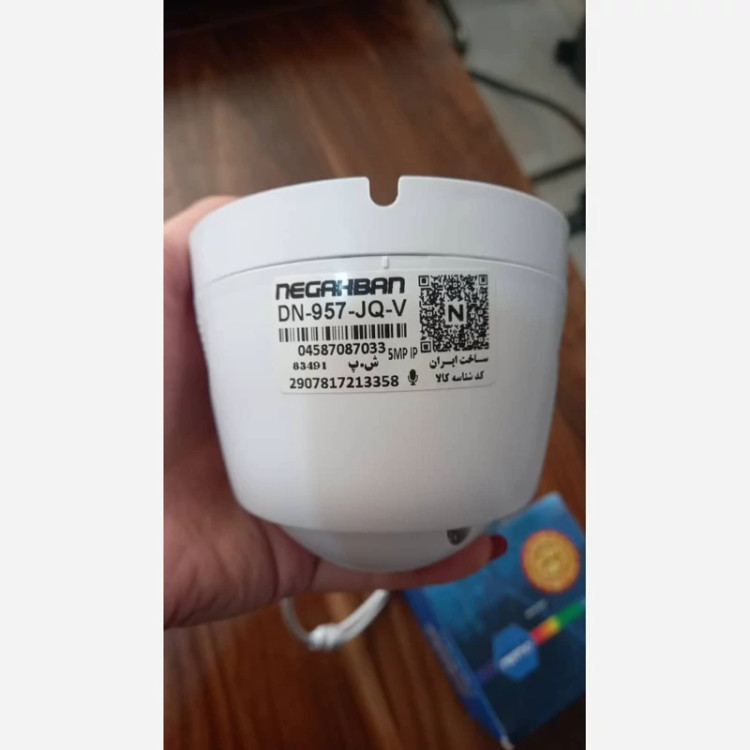 NEGAHBAN
DN-957-JQ-V
N
04587087033
5MP IP
83491 ش.پ
ساخت ایران
2907817213358
کد شناسه کالا